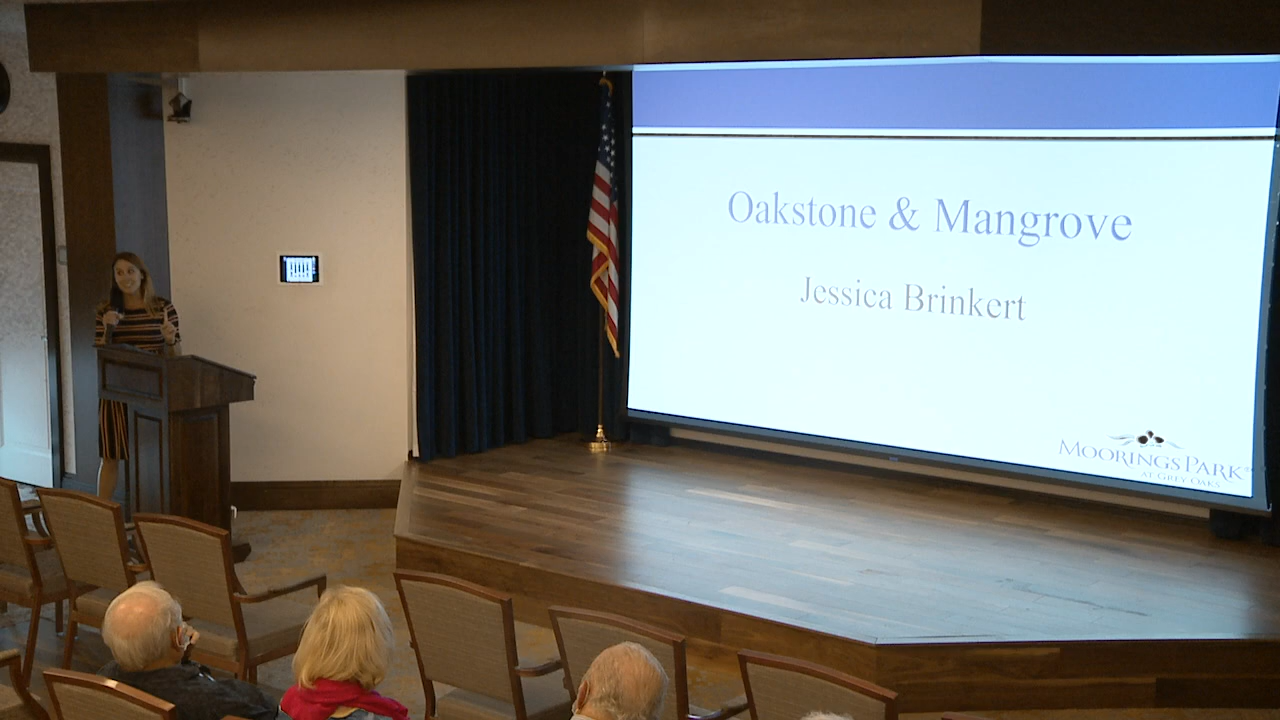 Oakstone & Mangrove
Jessica Brinkert
MOORINGS PARK®
AT GREY OAKS